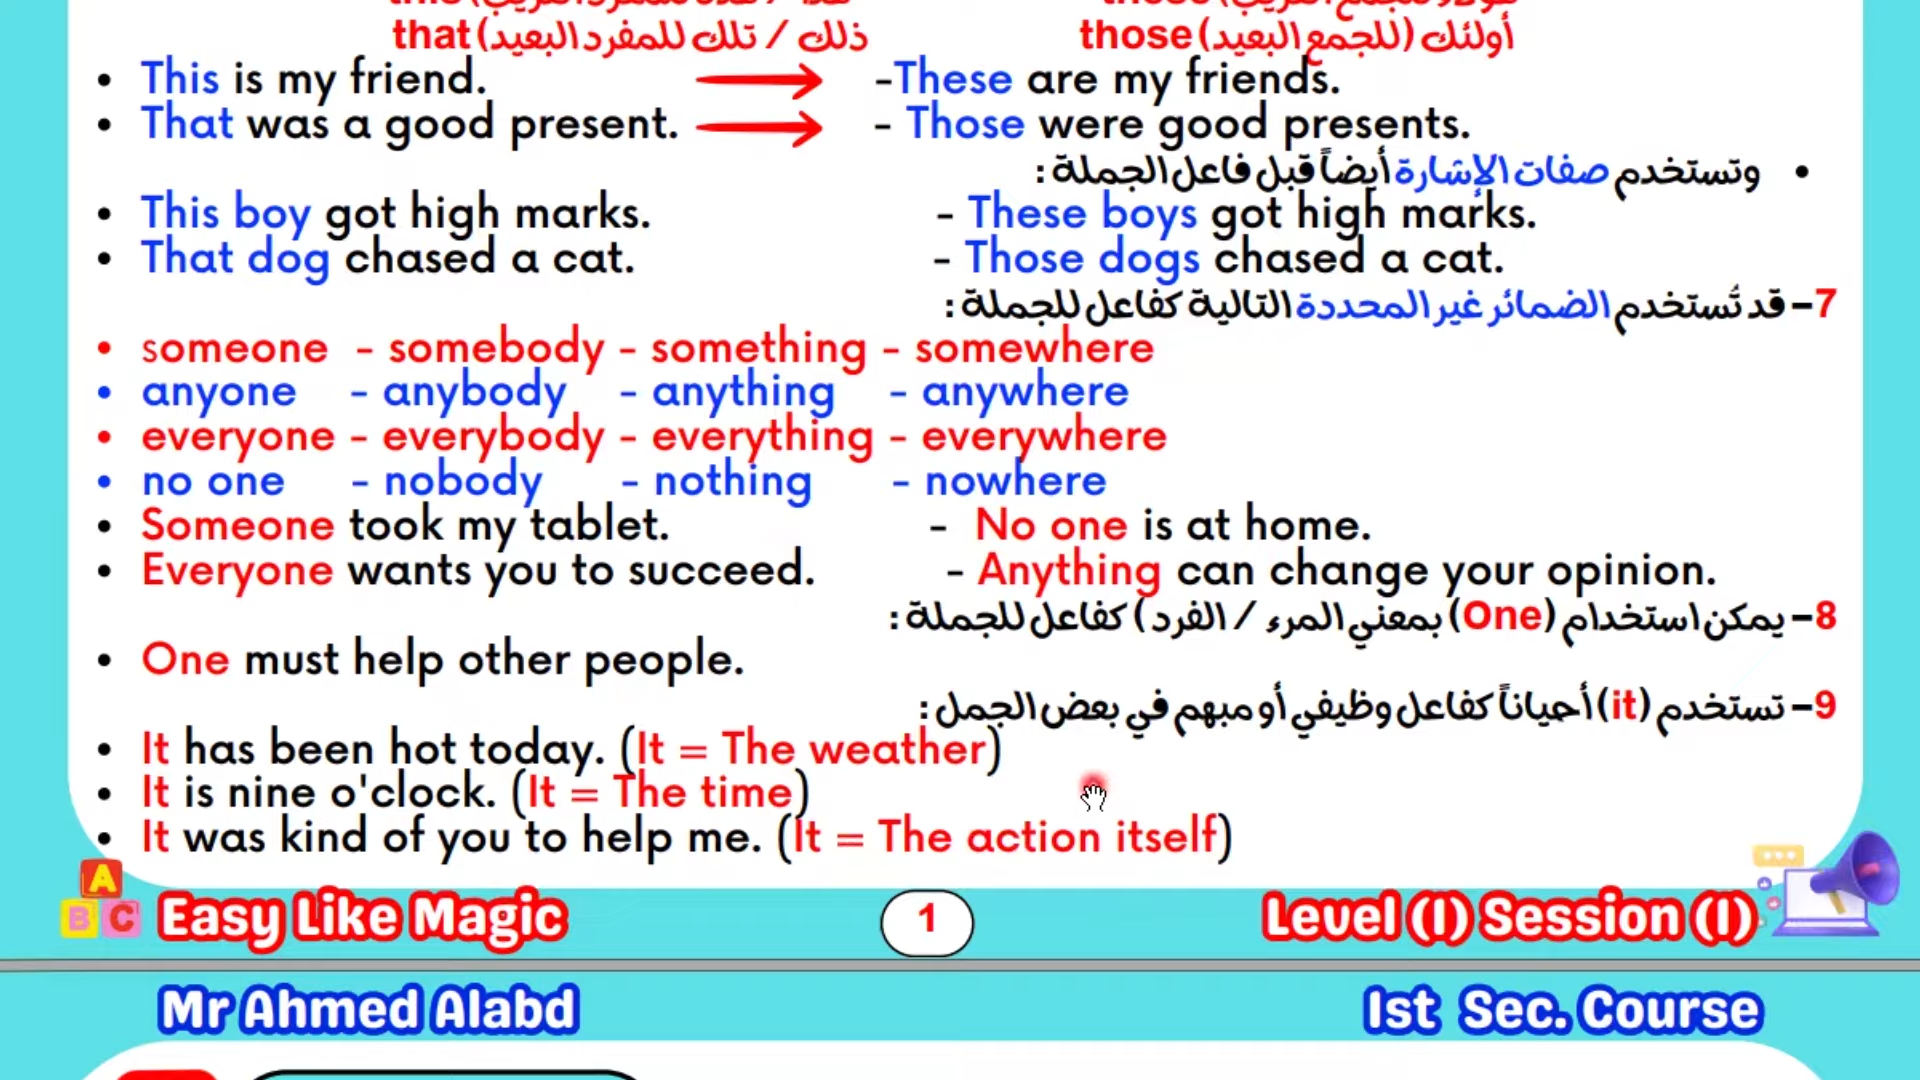 that (ذلك / تلك للمفرد البعيد) those (أولئك (للجمع البعيد
• This is my friend. -These are my friends.
• That was a good present. - Those were good presents.
• وتستخدم صفات الإشارة أيضاً قبل فاعل الجملة :
• This boy got high marks. - These boys got high marks.
• That dog chased a cat. - Those dogs chased a cat.
7- قد تُستخدم الضمائر غير المحددة التالية كفاعل للجملة :
• someone - somebody - something - somewhere
• anyone - anybody - anything - anywhere
• everyone - everybody - everything - everywhere
• no one - nobody - nothing - nowhere
• Someone took my tablet. - No one is at home.
• Everyone wants you to succeed. - Anything can change your opinion.
8- يمكن استخدام (One) بمعني المرء / الفرد ) كفاعل للجملة :
• One must help other people.
9- تستخدم (it) أحياناً كفاعل وظيفي أو مبهم في بعض الجمل :
• It has been hot today. (It = The weather)
• It is nine o'clock. (It = The time)
• It was kind of you to help me. (It = The action itself)
A B C
Easy Like Magic 1 Level (I) Session (I)
Mr Ahmed Alabd 1st Sec. Course